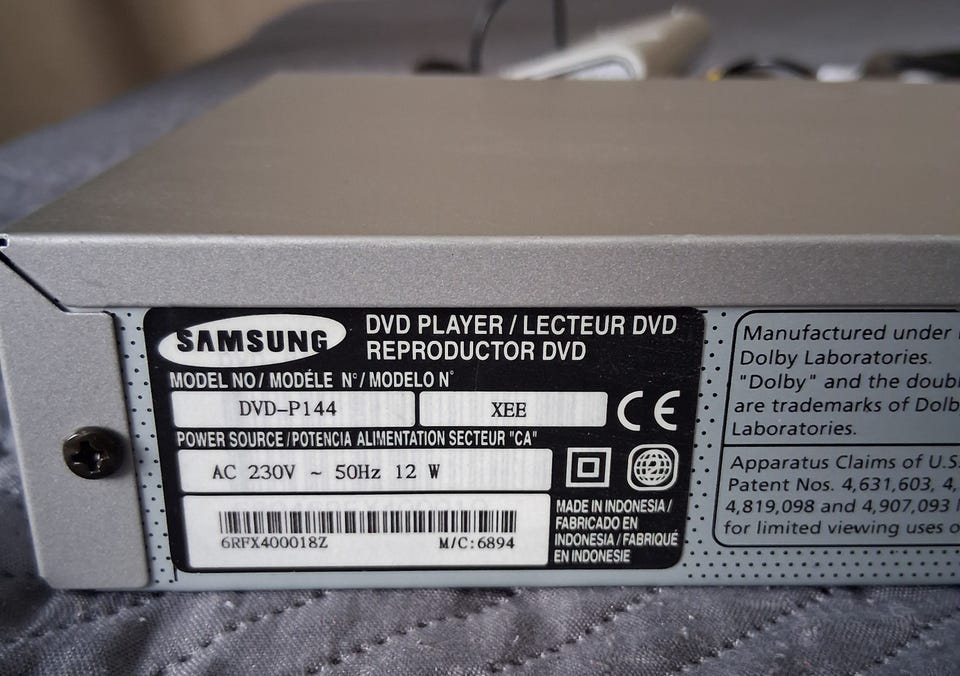 SAMSUNG
DVD PLAYER / LECTEUR DVD
REPRODUCTOR DVD
MODEL NO / MODÉLE N° / MODELO N°
DVD-P144 XEE
CE
POWER SOURCE / POTENCIA ALIMENTATION SECTEUR "CA"
AC 230V ~ 50Hz 12 W
2
6RFX400018Z M/C:6894
MADE IN INDONESIA /
FABRICADO EN
INDONESIA / FABRIQUÉ
EN INDONESIE
Manufactured under
Dolby Laboratories.
"Dolby" and the
are trademarks of
Laboratories.
Apparatus Claims of U.S.
Patent Nos. 4,631,603,
4,819,098 and 4,907,093
for limited viewing uses